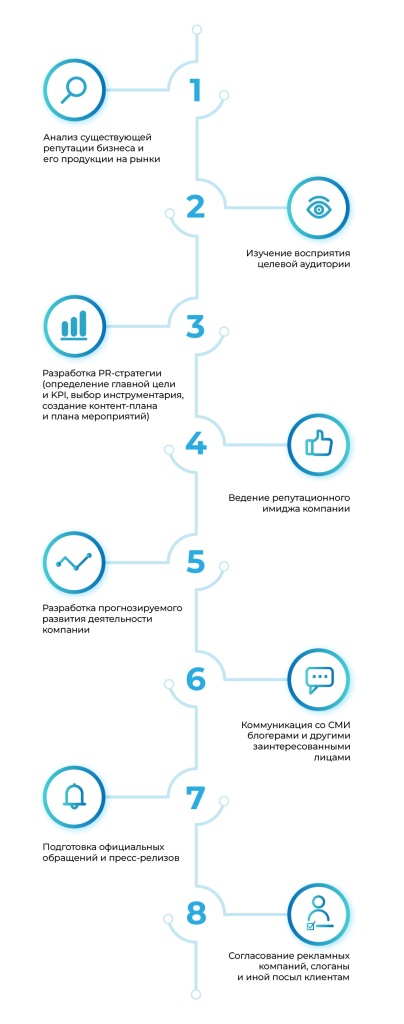 1
Анализ существующей
репутации бизнеса и
его продукции на рынки
2
Изучение восприятия
целевой аудитории
3
Разработка PR-стратегии
(определение главной цели
и KPI, выбор инструментария,
создание контент-плана
и плана мероприятий)
4
Ведение репутационного
имиджа компании
5
Разработка прогнозируемого
развития деятельности
компании
6
Коммуникация со СМИ
блогерами и другими
заинтересованными
лицами
7
Подготовка официальных
обращений и пресс-релизов
8
Согласование рекламных
компаний, слоганы
и иной посыл клиентам